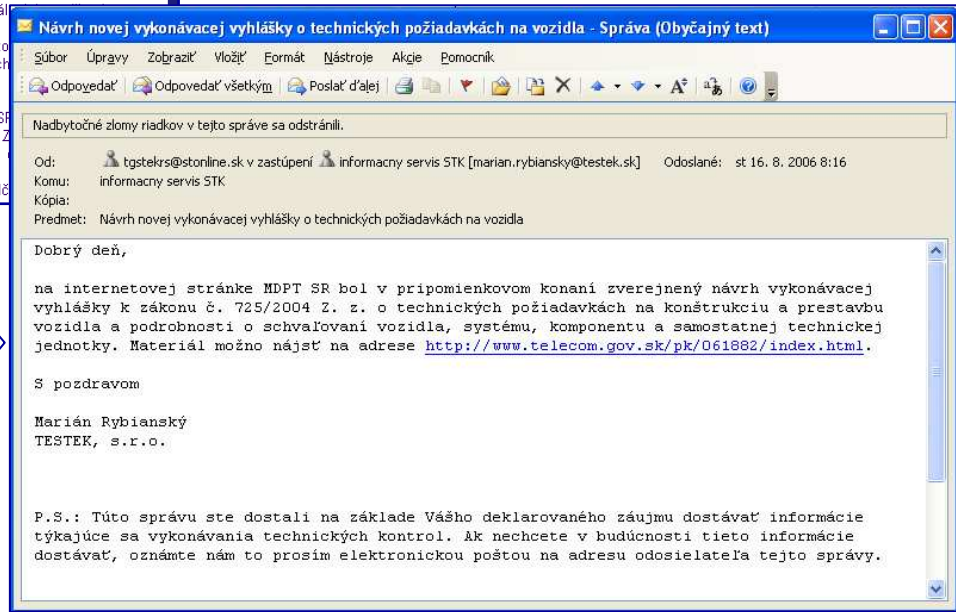 Návrh novej vykonávacej vyhlášky o technických požiadavkách na vozidla - Správa (Obyčajný text)
Súbor Úpravy Zobraziť Vložiť Formát Nástroje Akcie Pomocník
Odpovedať Odpovedať všetkým Poslať ďalej
Nadbytočné zlomy riadkov v tejto správe sa odstránili.
Od: tgstekrs@stonline.sk v zastúpení informacny servis STK [marian.rybiansky@testek.sk] Odoslané: st 16. 8. 2006 8:16
Komu: informacny servis STK
Kópia:
Predmet: Návrh novej vykonávacej vyhlášky o technických požiadavkách na vozidla
Dobrý deň,
na internetovej stránke MDPT SR bol v pripomienkovom konaní zverejnený návrh vykonávacej
vyhlášky k zákonu č. 725/2004 Z. z. o technických požiadavkách na konštrukciu a prestavbu
vozidla a podrobnosti o schvaľovaní vozidla, systému, komponentu a samostatnej technickej
jednotky. Materiál možno nájsť na adrese http://www.telecom.gov.sk/pk/061882/index.html.
S pozdravom
Marián Rybianský
TESTEK, s.r.o.
P.S.: Túto správu ste dostali na základe Vášho deklarovaného záujmu dostávať informácie
týkajúce sa vykonávania technických kontrol. Ak nechcete v budúcnosti tieto informácie
dostávať, oznámte nám to prosím elektronickou poštou na adresu odosielateľa tejto správy.